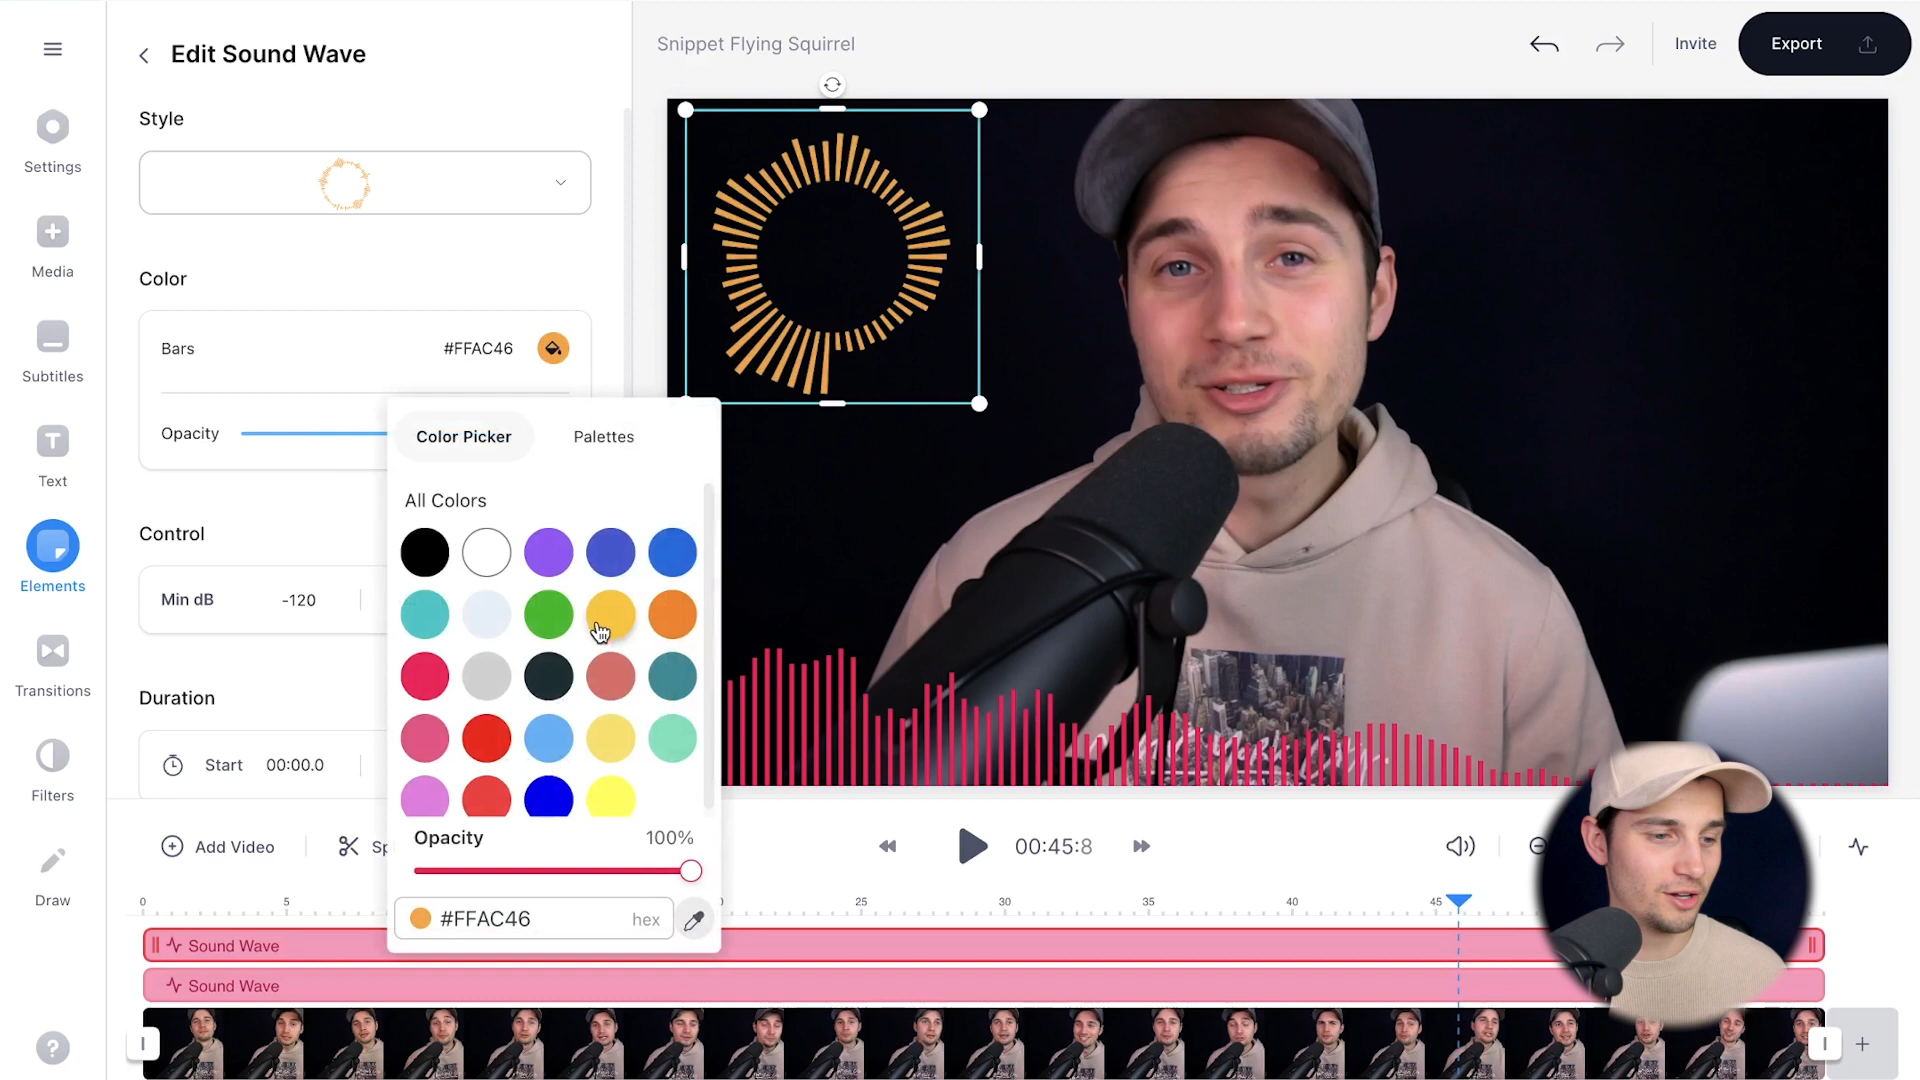 Edit Sound Wave
Snippet Flying Squirrel
Invite
Export
Settings
Media
Subtitles
Text
Elements
Transitions
Filters
Draw
Style
Color
Bars
#FFAC46
Opacity
Control
Min dB
-120
Duration
Start
00:00.0
Color Picker
Palettes
All Colors
Opacity
100%
#FFAC46
hex
Add Video
00:45:8
0
5
25
30
35
40
45
Sound Wave
Sound Wave